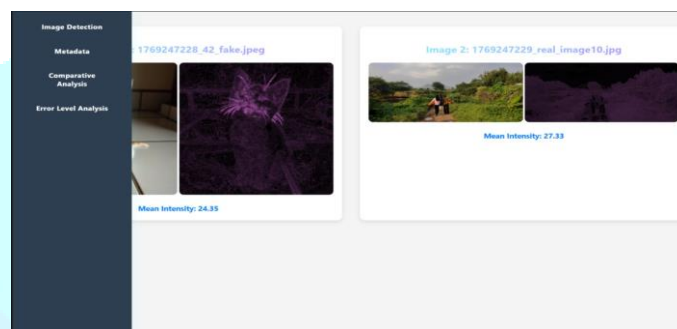 Image Detection
Metadata
Comparative
Analysis
Error Level Analysis
: 1769247228_42_fake.jpeg
Mean Intensity: 24.35
Image 2: 1769247229_real_image10.jpg
Mean Intensity: 27.33